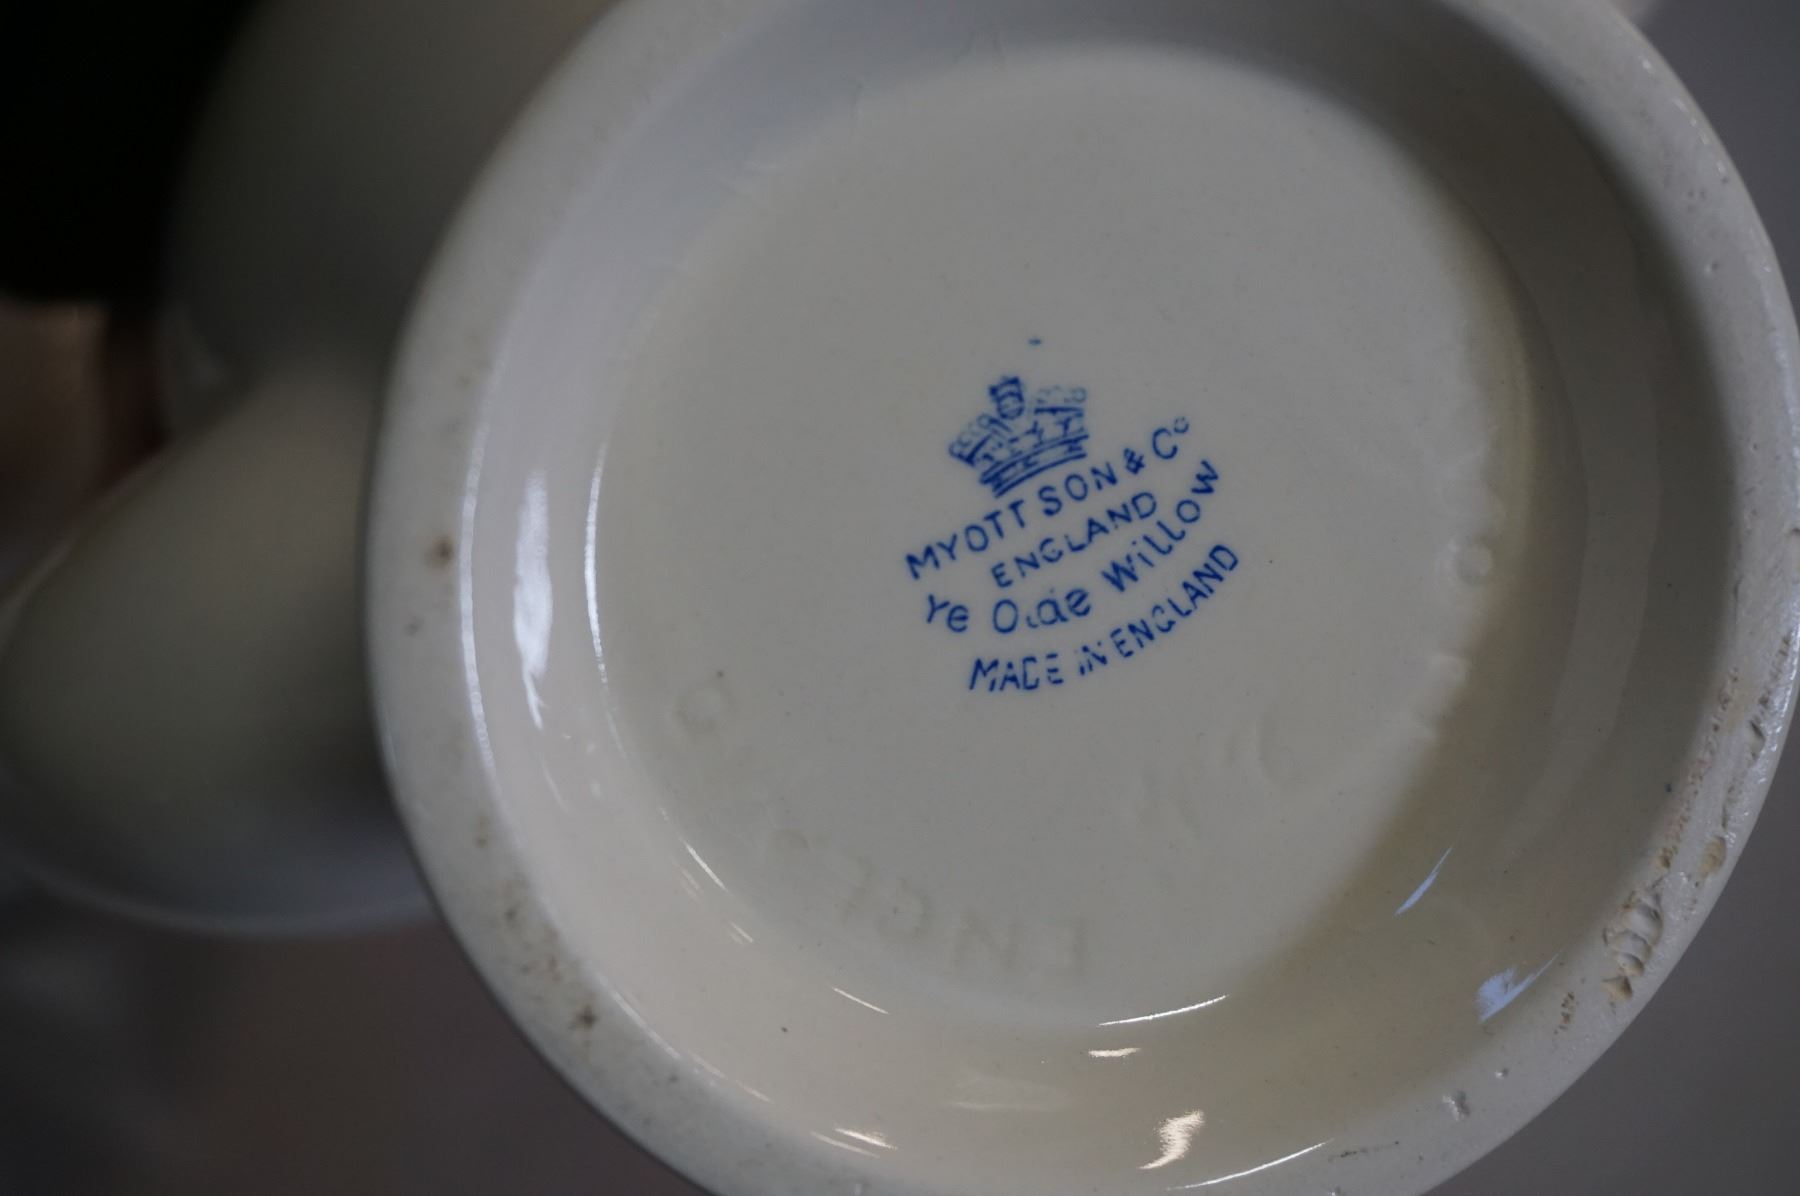 MYOTT SON & Co
ENGLAND
Ye Olde Willow
MADE IN ENGLAND